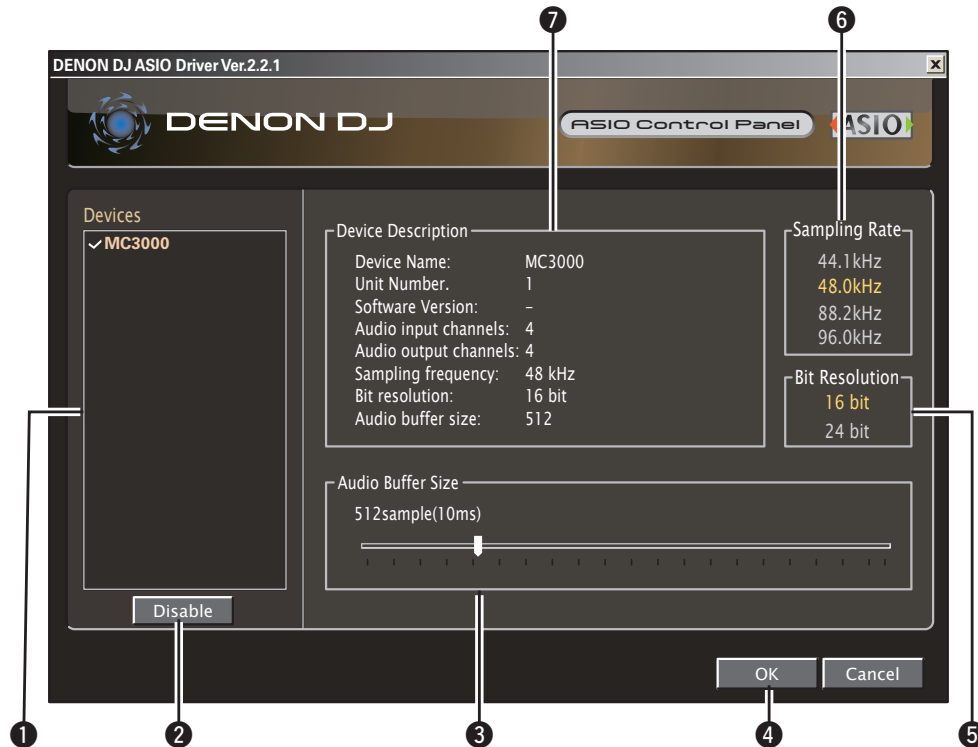 ❼ ❻
DENON DJ ASIO Driver Ver.2.2.1 x
DENON DJ ASIO Control Panel ASIO
Devices
✓MC3000
Disable
Device Description
Device Name: MC3000
Unit Number. 1
Software Version: –
Audio input channels: 4
Audio output channels: 4
Sampling frequency: 48 kHz
Bit resolution: 16 bit
Audio buffer size: 512
Sampling Rate
44.1kHz
48.0kHz
88.2kHz
96.0kHz
Bit Resolution
16 bit
24 bit
Audio Buffer Size
512sample(10ms)
OK Cancel
❶ ❷ ❸ ❹ ❺